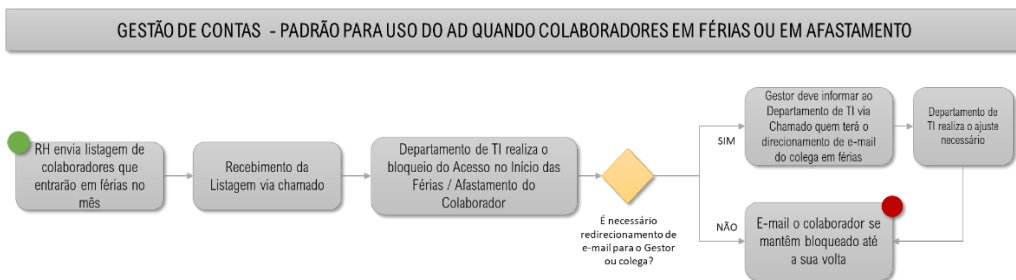 GESTÃO DE CONTAS - PADRÃO PARA USO DO AD QUANDO COLABORADORES EM FÉRIAS OU EM AFASTAMENTO
RH envia listagem de
colaboradores que
entrarão em férias no
mês
Recebimento da
Listagem via chamado
Departamento de TI realiza o
bloqueio do Acesso no Início das
Férias / Afastamento do
Colaborador
É necessário
redirecionamento de
e-mail para o Gestor
ou colega?
SIM
Gestor deve informar ao
Departamento de TI via
Chamado quem terá o
direcionamento de e-mail
do colega em férias
Departamento de
TI realiza o ajuste
necessário
NÃO
E-mail o colaborador se
mantêm bloqueado até
a sua volta